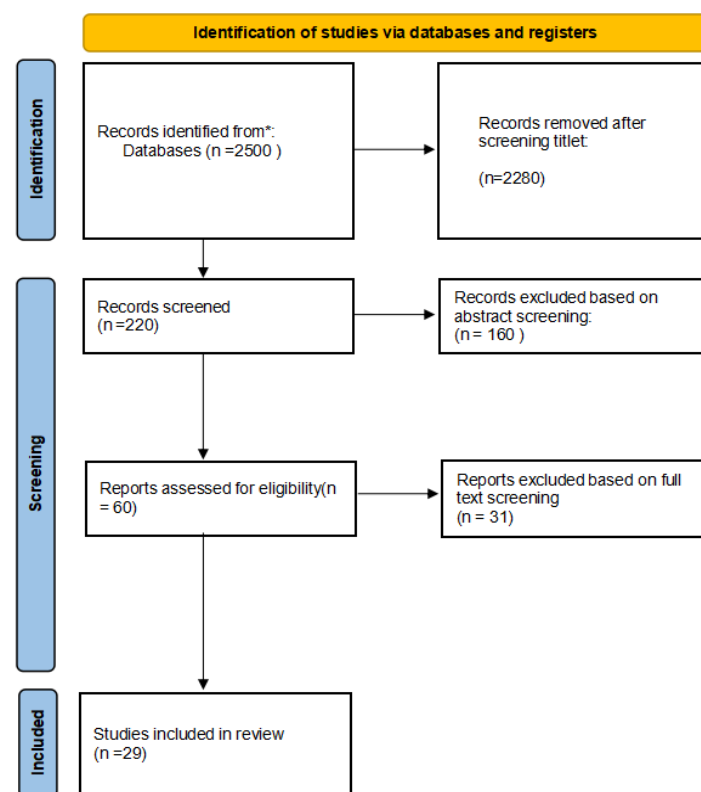 Identification of studies via databases and registers
Identification
Records identified from*:
Databases (n =2500 )
Records removed after
screening titlet:
(n=2280)
Screening
Records screened
(n =220)
Records excluded based on
abstract screening:
(n = 160 )
Reports assessed for eligibility(n
= 60)
Reports excluded based on full
text screening
(n = 31)
Included
Studies included in review
(n =29)